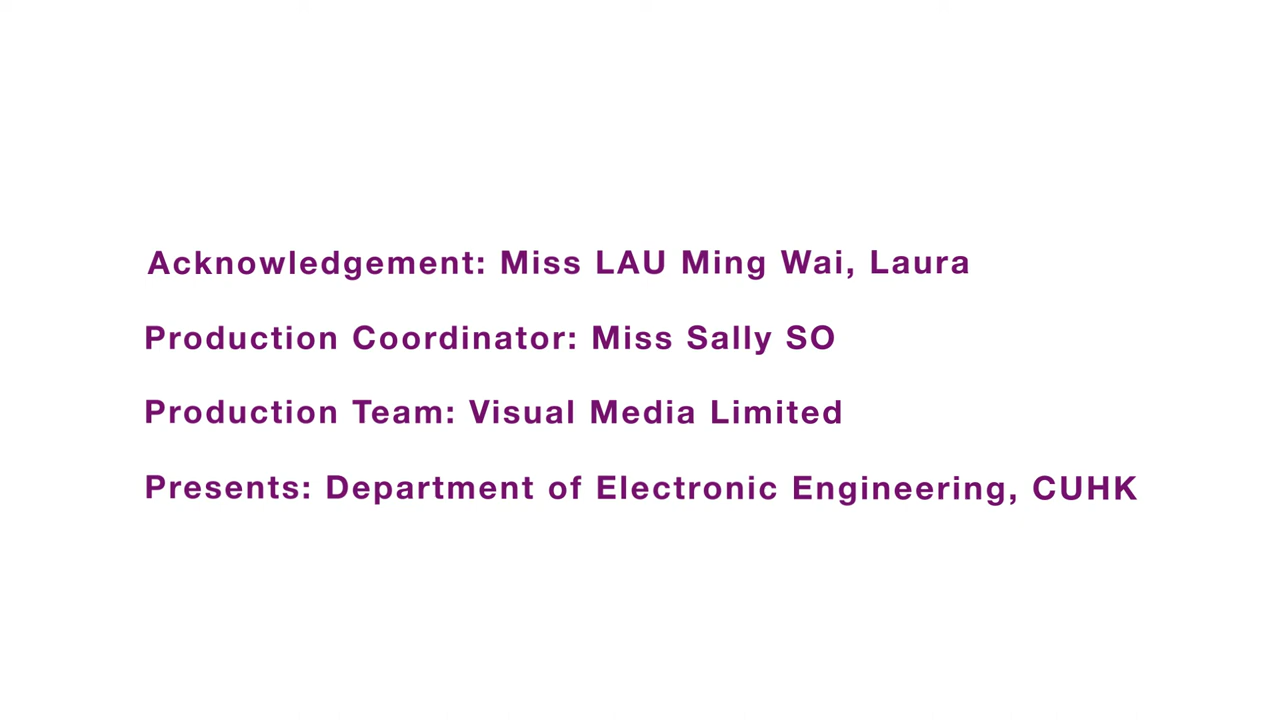 Acknowledgement: Miss LAU Ming Wai, Laura
Production Coordinator: Miss Sally SO
Production Team: Visual Media Limited
Presents: Department of Electronic Engineering, CUHK